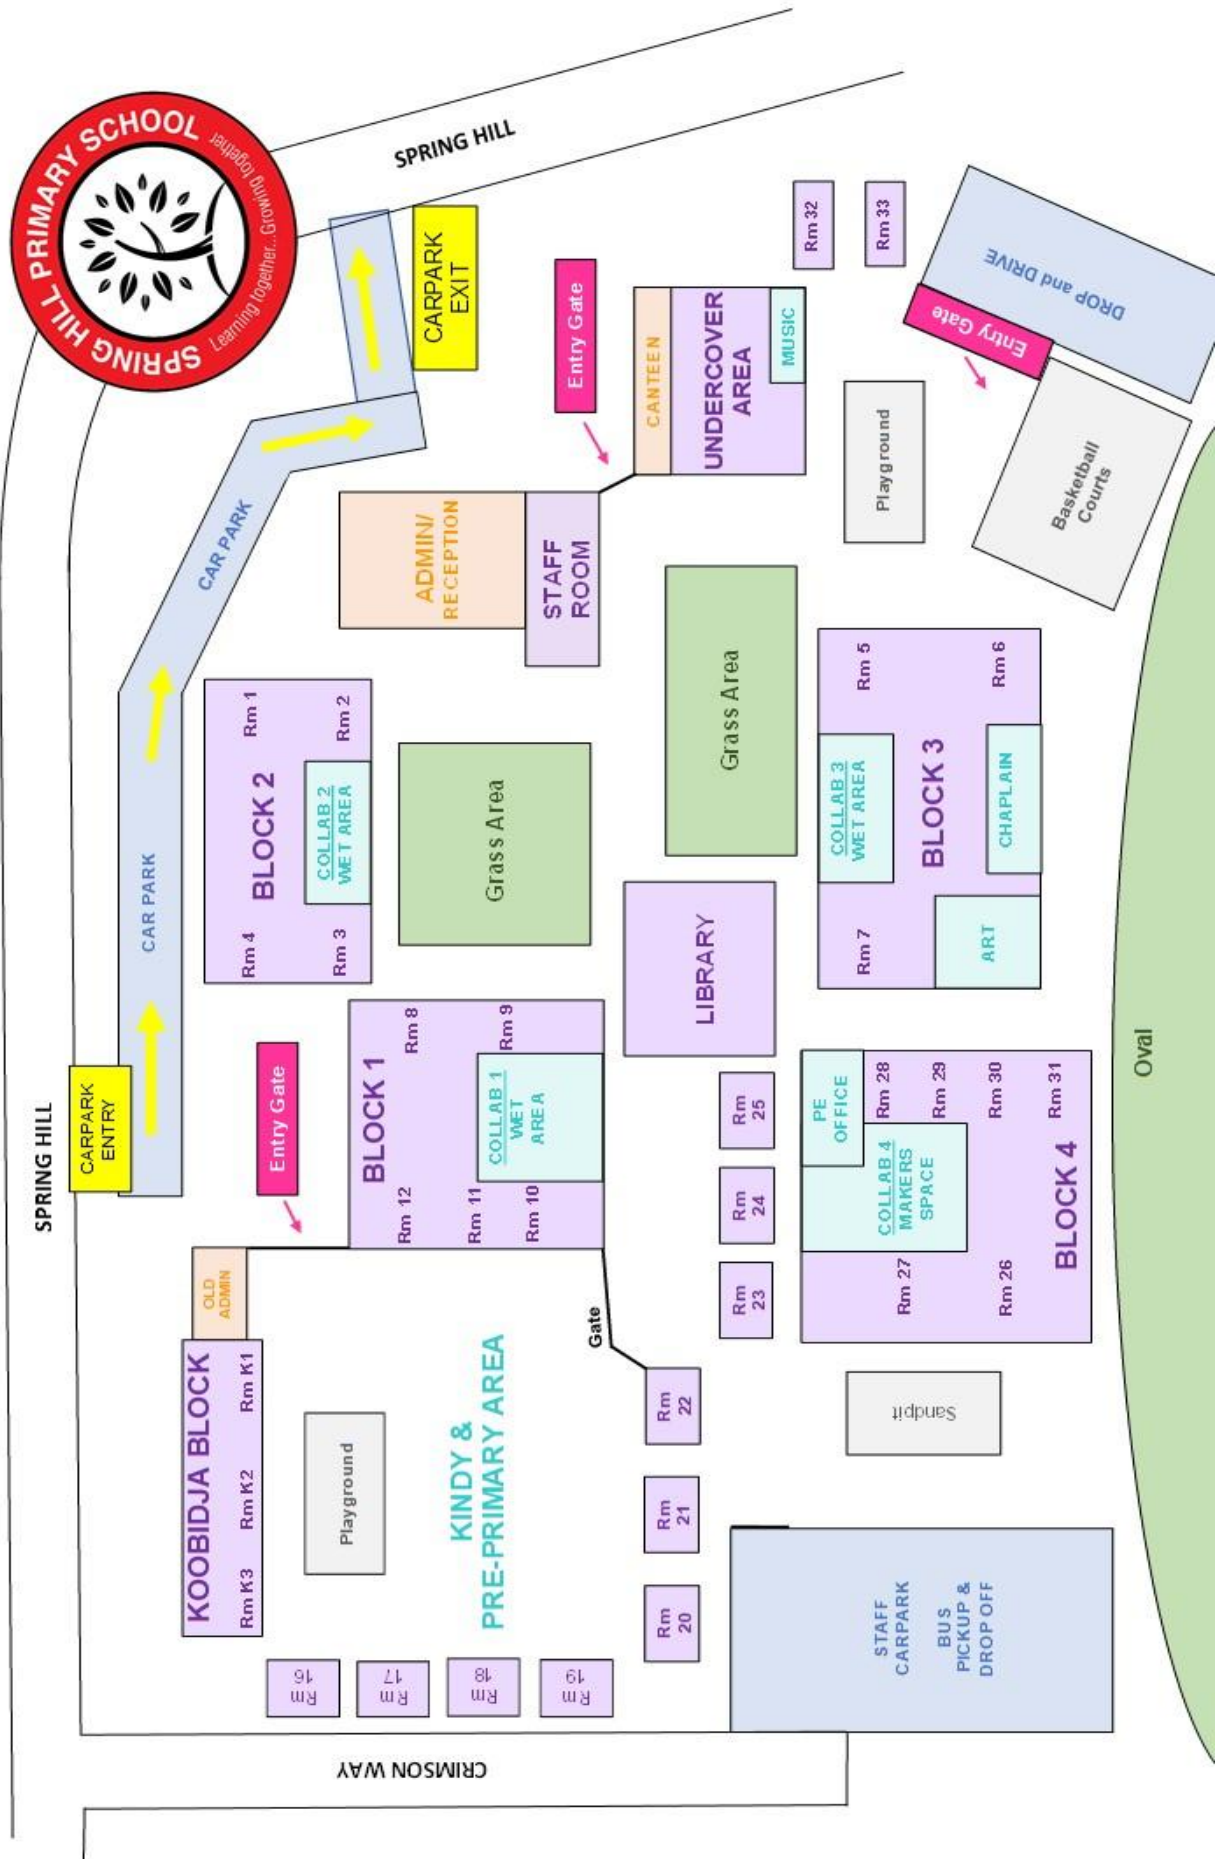 SPRING HILL PRIMARY SCHOOL
Learning together...Growing together
SPRING HILL
SPRING HILL
CRIMSON WAY
CARPARK
ENTRY
CAR PARK
CAR PARK
CARPARK
EXIT
Entry Gate
KOOBIDJA BLOCK
Rm K3
Rm K2
Rm K1
OLD
ADMIN
Playground
KINDY &
PRE-PRIMARY AREA
Rm
16
Rm
17
Rm
18
Rm
19
Rm
20
Rm
21
Rm
22
Gate
BLOCK 1
Rm 12
Rm 8
Rm 11
Rm 9
Rm 10
COLLAB 1
WET
AREA
BLOCK 2
Rm 4
Rm 1
Rm 3
Rm 2
COLLAB 2
WET AREA
Grass Area
ADMIN/
RECEPTION
STAFF
ROOM
Entry Gate
CANTEEN
UNDERCOVER
AREA
MUSIC
Rm 32
Rm 33
Grass Area
LIBRARY
Rm
23
Rm
24
Rm
25
PE
OFFICE
COLLAB 4
MAKERS
SPACE
Rm 27
Rm 28
Rm 29
Rm 26
Rm 30
Rm 31
BLOCK 4
Rm 7
Rm 5
COLLAB 3
WET AREA
BLOCK 3
ART
CHAPLAIN
Rm 6
Playground
Basketball
Courts
Entry Gate
DROP and DRIVE
Sandpit
STAFF
CARPARK
BUS
PICKUP &
DROP OFF
Oval